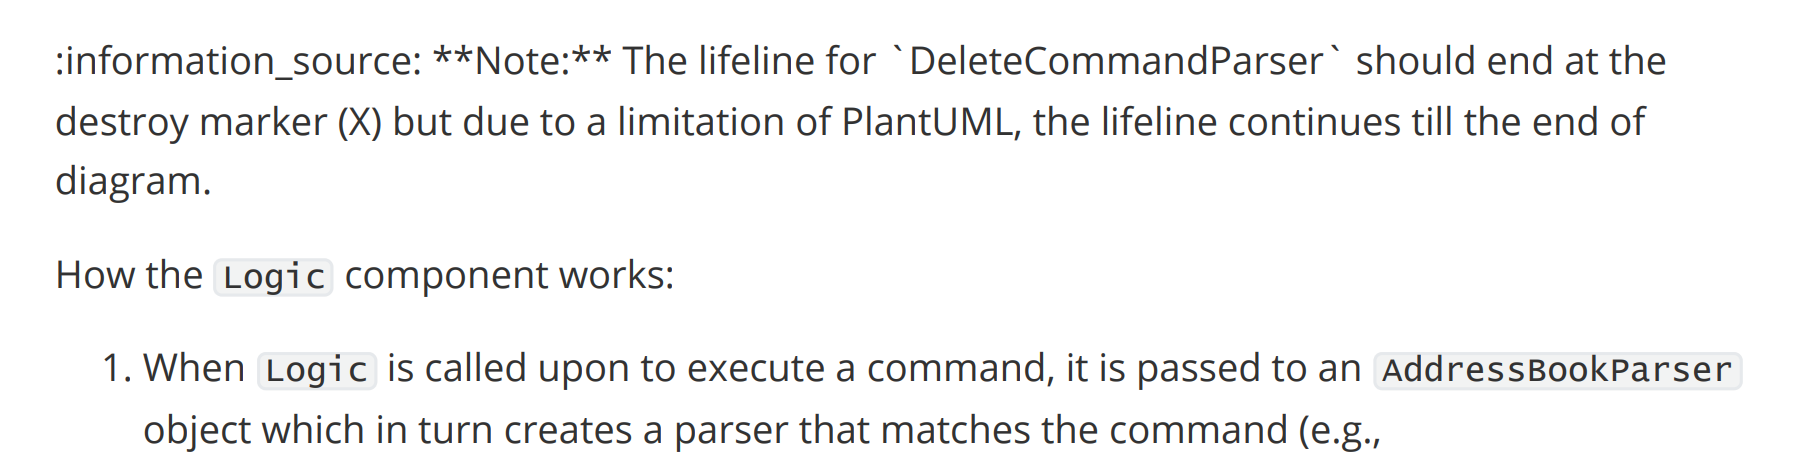 :information_source: **Note:** The lifeline for `DeleteCommandParser` should end at the
destroy marker (X) but due to a limitation of PlantUML, the lifeline continues till the end of
diagram.
How the Logic component works:
1. When Logic is called upon to execute a command, it is passed to an AddressBookParser
object which in turn creates a parser that matches the command (e.g.,